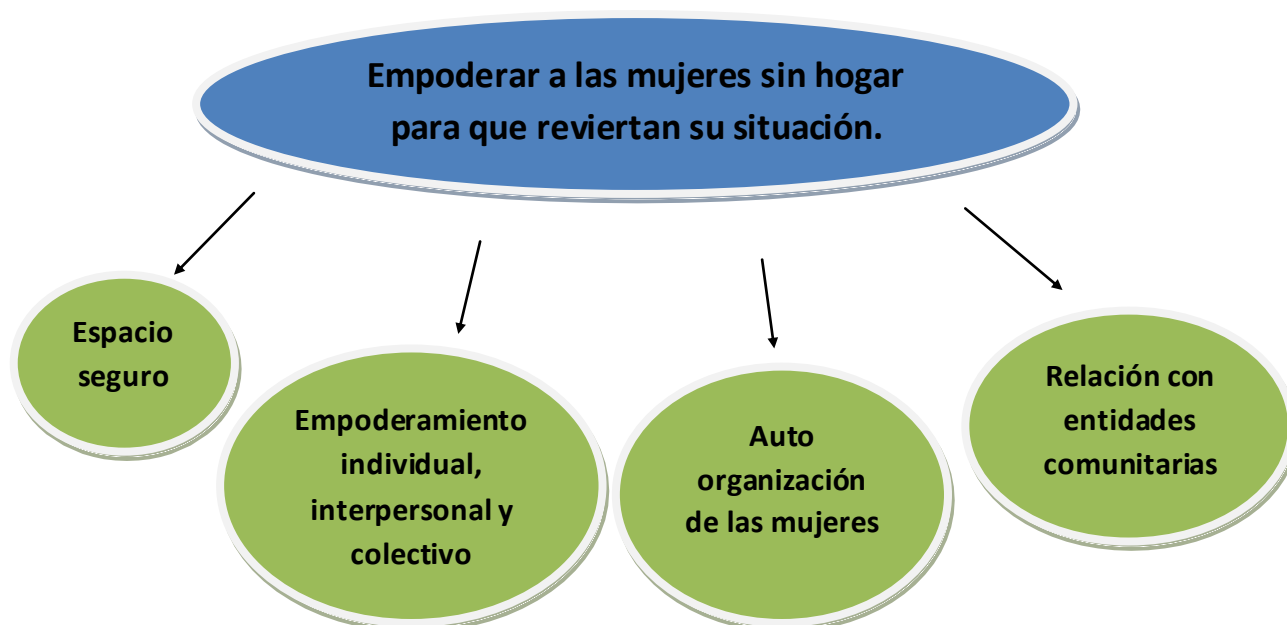 Empoderar a las mujeres sin hogar
para que reviertan su situación.
Espacio
seguro
Empoderamiento
individual,
interpersonal y
colectivo
Auto
organización
de las mujeres
Relación con
entidades
comunitarias